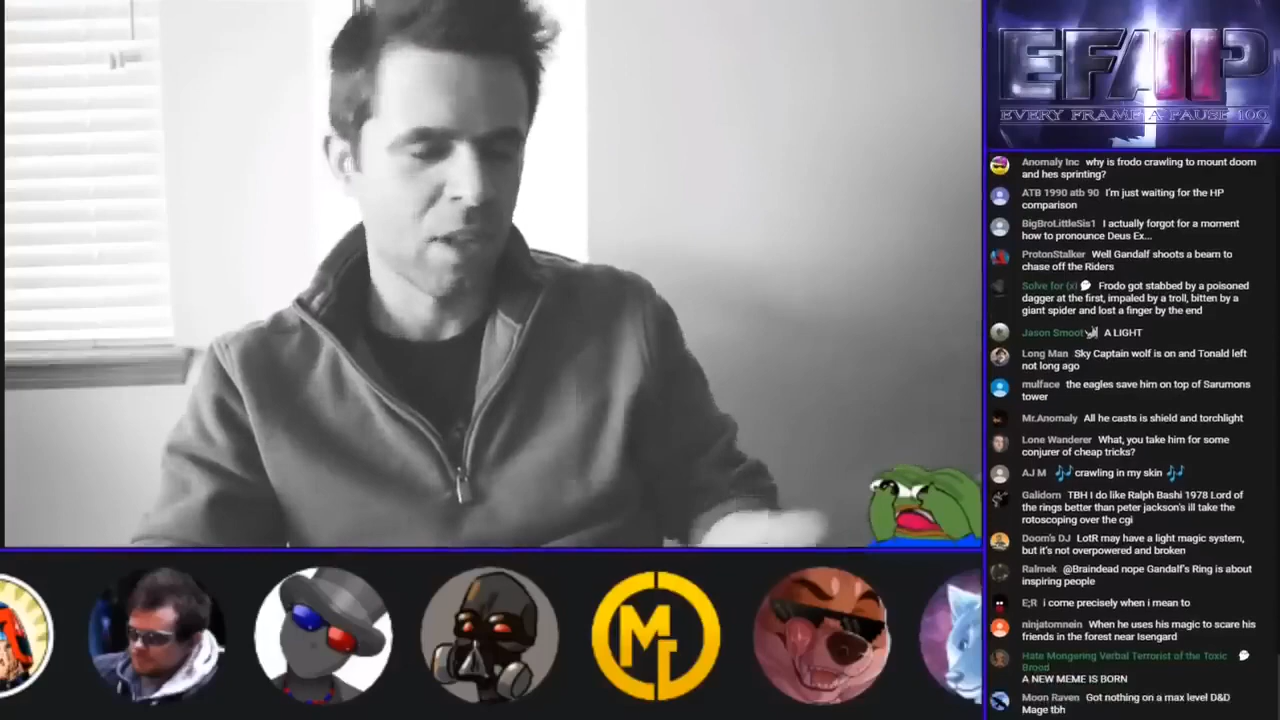 EFAP
EVERY FRAME A PAUSE 100
Anomaly Inc why is frodo crawling to mount doom
and hes sprinting?
ATB 1990 atb 90 I'm just waiting for the HP
comparison
BigBroLittleSis1 I actually forgot for a moment
how to pronounce Deus Ex...
ProtonStalker Well Gandalf shoots a beam to
chase off the Riders
Solve for (x) Frodo got stabbed by a poisoned
dagger at the first, impaled by a troll, bitten by a
giant spider and lost a finger by the end
Jason Smoot A LIGHT
Long Man Sky Captain wolf is on and Tonald left
not long ago
mulface the eagles save him on top of Sarumons
tower
Mr.Anomaly All he casts is shield and torchlight
Lone Wanderer What, you take him for some
conjurer of cheap tricks?
AJ M 🎶 crawling in my skin 🎶
Galidorn TBH I do like Ralph Bashi 1978 Lord of
the rings better than peter jackson's ill take the
rotoscoping over the cgi
Doom's DJ LotR may have a light magic system,
but it's not overpowered and broken
Ralmek @Braindead nope Gandalf's Ring is about
inspiring people
E;R i come precisely when i mean to
ninjatomnein When he uses his magic to scare his
friends in the forest near Isengard
Hate Mongering Verbal Terrorist of the Toxic
Brood
A NEW MEME IS BORN
Moon Raven Got nothing on a max level D&D
Mage tbh